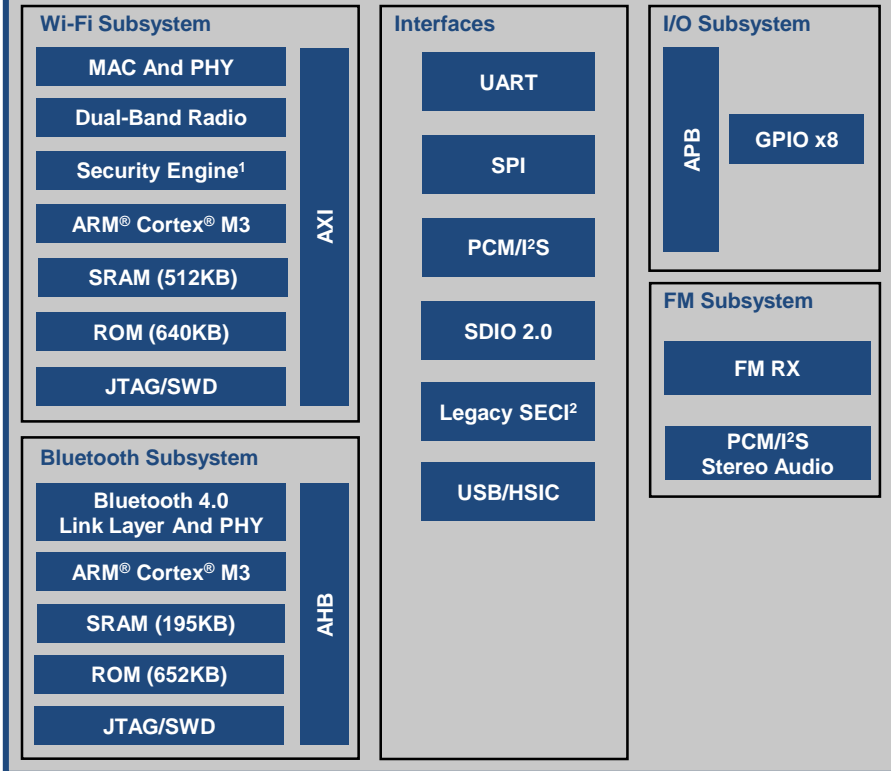 Wi-Fi Subsystem
MAC And PHY
Dual-Band Radio
Security Engine¹
ARM® Cortex® M3
SRAM (512KB)
ROM (640KB)
JTAG/SWD
AXI
Bluetooth Subsystem
Bluetooth 4.0
Link Layer And PHY
ARM® Cortex® M3
SRAM (195KB)
ROM (652KB)
JTAG/SWD
AHB
Interfaces
UART
SPI
PCM/I²S
SDIO 2.0
Legacy SECI²
USB/HSIC
I/O Subsystem
APB
GPIO x8
FM Subsystem
FM RX
PCM/I²S
Stereo Audio